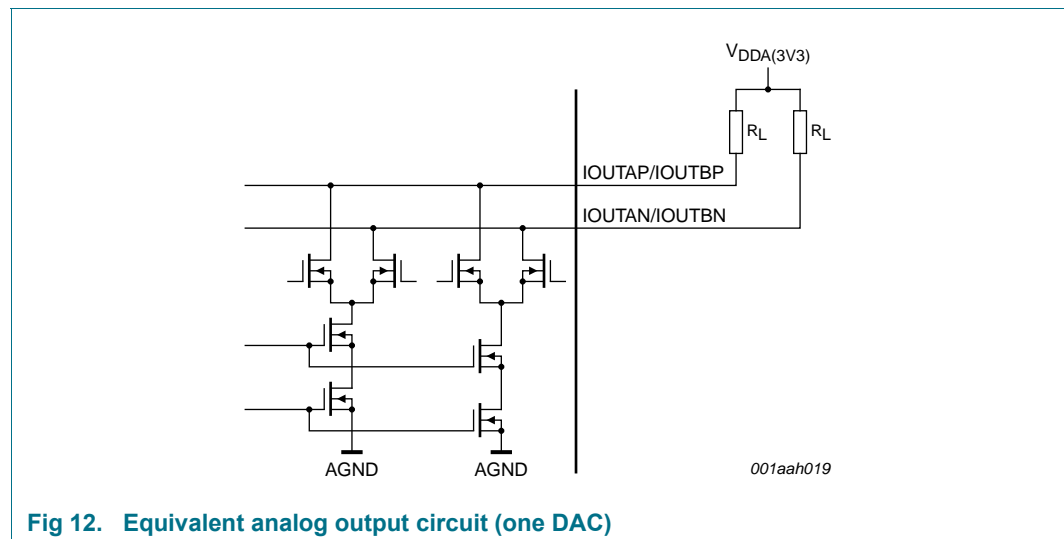 VDDA(3V3)
RL
RL
IOUTAP/IOUTBP
IOUTAN/IOUTBN
AGND
AGND
001aah019
Fig 12. Equivalent analog output circuit (one DAC)